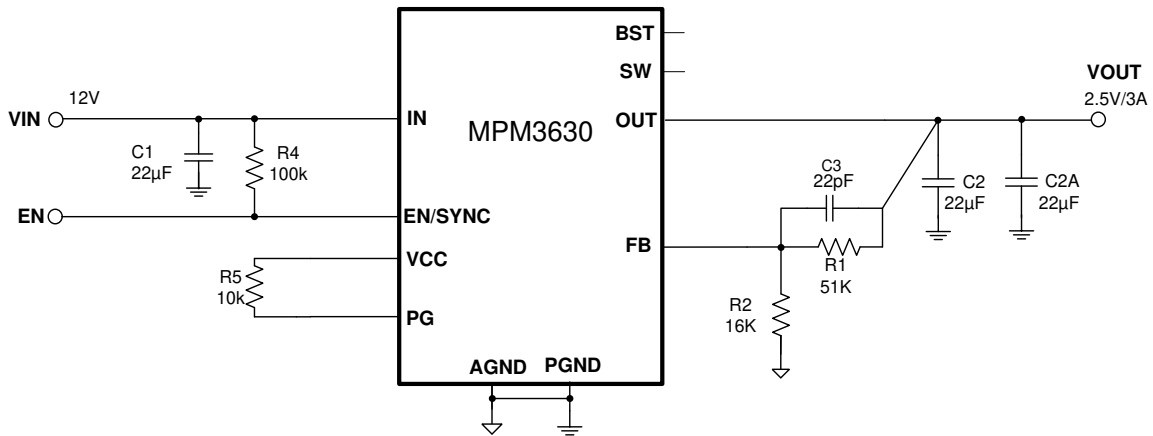 BST
SW
VOUT
12V
2.5V/3A
VIN
IN
MPM3630
OUT
C1
22µF
R4
100k
C3
22pF
C2
22µF
C2A
22µF
EN
EN/SYNC
FB
VCC
R1
51K
R5
10k
R2
16K
PG
AGND
PGND